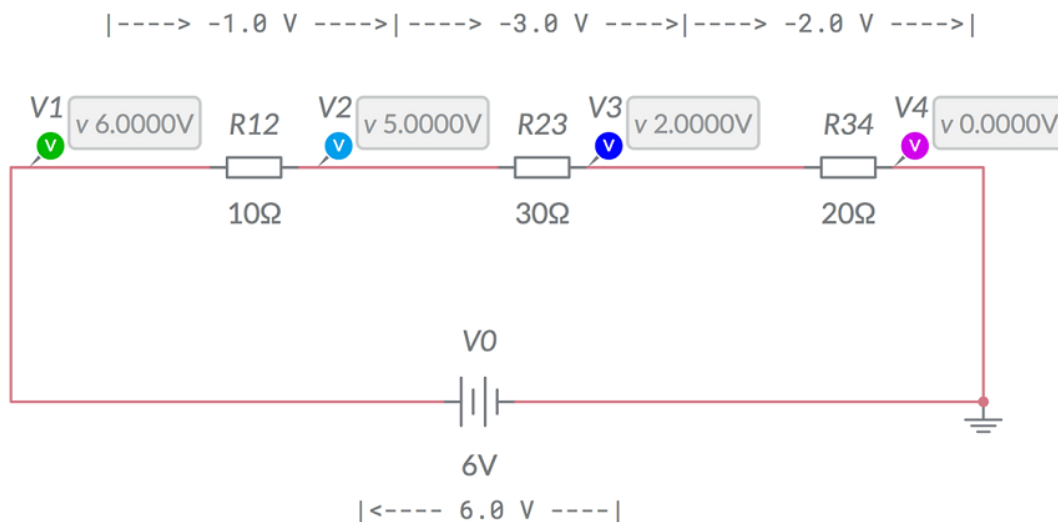 |----> -1.0 V ---->|----> -3.0 V ---->|----> -2.0 V ---->|
V1 v 6.0000V R12 V2 v 5.0000V R23 V3 v 2.0000V R34 V4 v 0.0000V
V V V V
10Ω 30Ω 20Ω
V0
6V
|<---- 6.0 V ----|